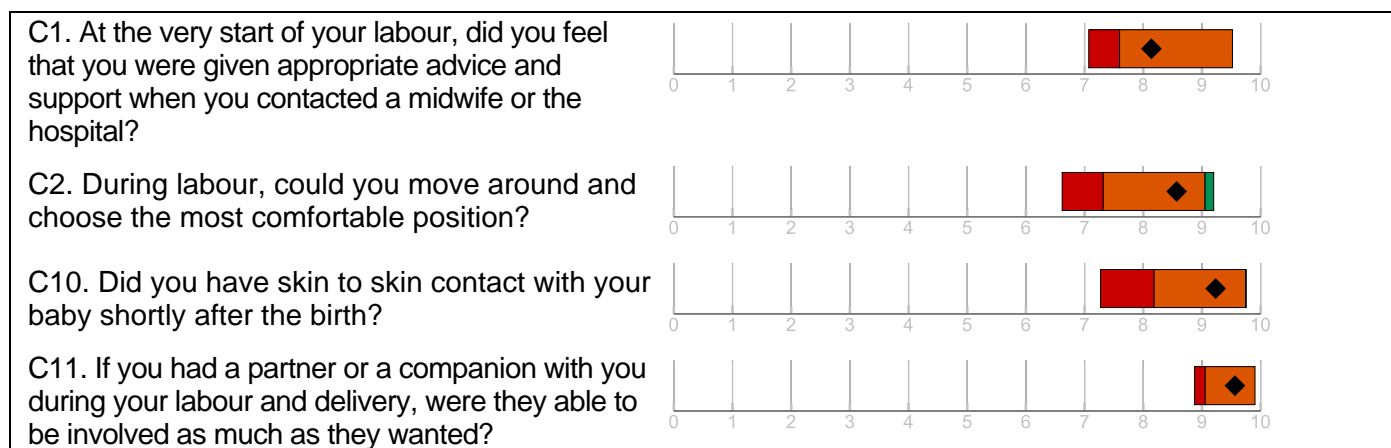 C1. At the very start of your labour, did you feel
that you were given appropriate advice and
support when you contacted a midwife or the
hospital?
0 1 2 3 4 5 6 7 8 9 10
C2. During labour, could you move around and
choose the most comfortable position?
0 1 2 3 4 5 6 7 8 9 10
C10. Did you have skin to skin contact with your
baby shortly after the birth?
0 1 2 3 4 5 6 7 8 9 10
C11. If you had a partner or a companion with you
during your labour and delivery, were they able to
be involved as much as they wanted?
0 1 2 3 4 5 6 7 8 9 10